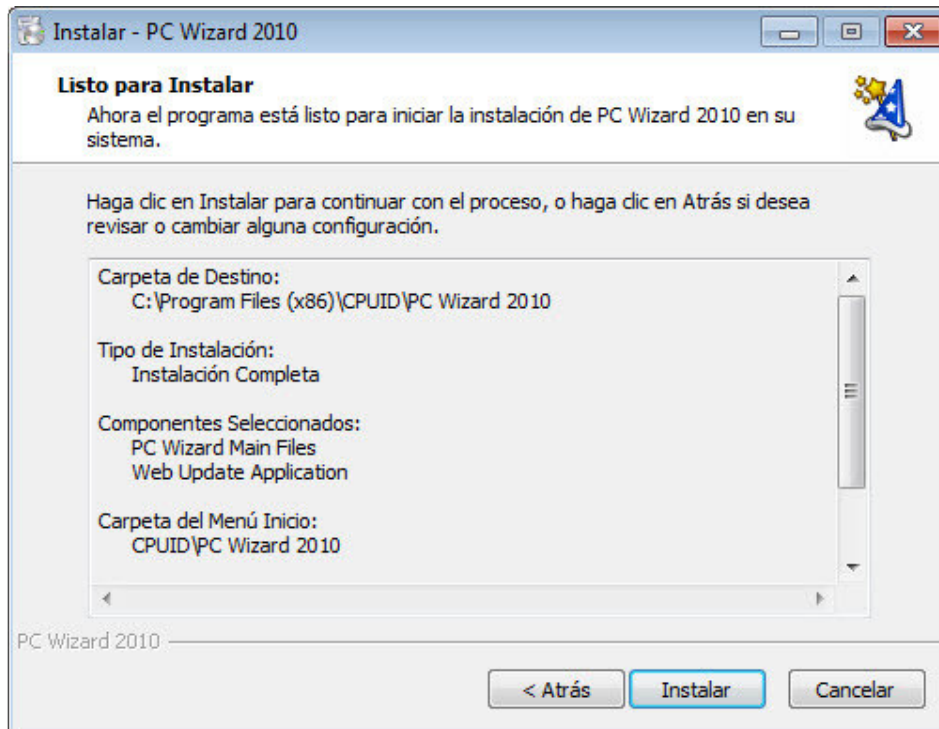 Instalar - PC Wizard 2010
Listo para Instalar
Ahora el programa está listo para iniciar la instalación de PC Wizard 2010 en su
sistema.
Haga clic en Instalar para continuar con el proceso, o haga clic en Atrás si desea
revisar o cambiar alguna configuración.
Carpeta de Destino:
C:\Program Files (x86)\CPUID\PC Wizard 2010
Tipo de Instalación:
Instalación Completa
Componentes Seleccionados:
PC Wizard Main Files
Web Update Application
Carpeta del Menú Inicio:
CPUID\PC Wizard 2010
PC Wizard 2010
< Atrás
Instalar
Cancelar